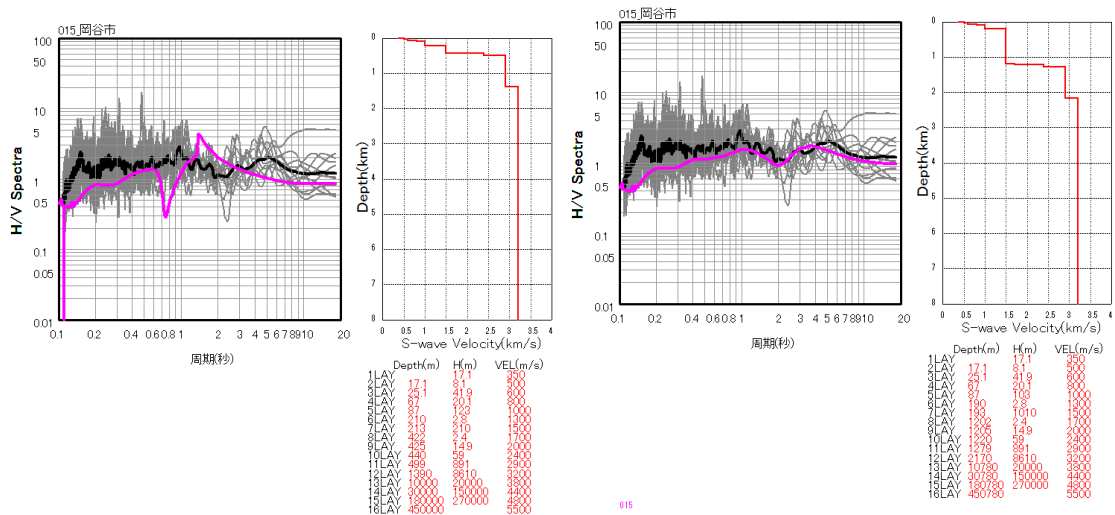 015_岡谷市
100
50
10
5
1
0.5
0.1
0.05
0.01
H/V Spectra
0.1 0.2 0.4 0.6 0.8 1 2 3 4 5 6 7 8 9 10 20
周期(秒)
0
1
2
3
4
5
6
7
8
Depth(km)
0 0.5 1 1.5 2 2.5 3 3.5 4
S-wave Velocity(km/s)
Depth(m) H(m) VEL(m/s)
1LAY 17.1 350
2LAY 17.1 8.1 500
3LAY 25.1 41.9 600
4LAY 67 20.1 800
5LAY 87 123 1000
6LAY 210 2.8 1300
7LAY 213 210 1500
8LAY 422 2.4 1700
9LAY 425 14.9 2000
10LAY 440 59 2400
11LAY 499 891 2900
12LAY 1390 8610 3200
13LAY 10000 20000 3800
14LAY 30000 150000 4400
15LAY 180000 270000 4800
16LAY 450000 5500
015_岡谷市
100
50
10
5
1
0.5
0.1
0.05
0.01
H/V Spectra
0.1 0.2 0.4 0.6 0.8 1 2 3 4 5 6 7 8 9 10 20
周期(秒)
0
1
2
3
4
5
6
7
8
Depth(km)
0 0.5 1 1.5 2 2.5 3 3.5 4
S-wave Velocity(km/s)
Depth(m) H(m) VEL(m/s)
1LAY 17.1 350
2LAY 17.1 8.1 500
3LAY 25.1 41.9 600
4LAY 67 20.1 800
5LAY 87 103 1000
6LAY 190 2.8 1300
7LAY 193 1010 1500
8LAY 1202 2.4 1700
9LAY 1205 14.9 2000
10LAY 1220 59 2400
11LAY 1279 891 2900
12LAY 2170 8610 3200
13LAY 10780 20000 3800
14LAY 30780 150000 4400
15LAY 180780 270000 4800
16LAY 450780 5500
015